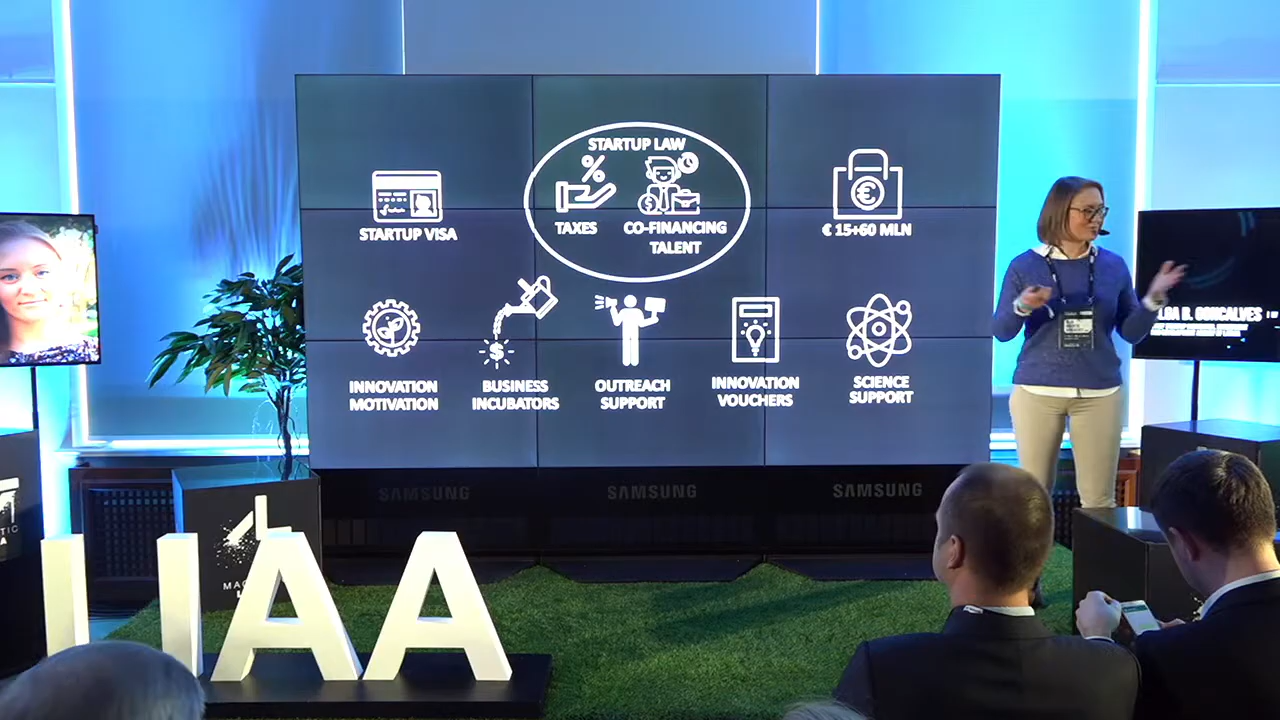 STARTUP LAW
TAXES
CO-FINANCING
TALENT
STARTUP VISA
€
€ 15+60 MLN
INNOVATION
MOTIVATION
BUSINESS
INCUBATORS
OUTREACH
SUPPORT
INNOVATION
VOUCHERS
SCIENCE
SUPPORT
B. GONCALVES
SAMSUNG
SAMSUNG
SAMSUNG
LIAA